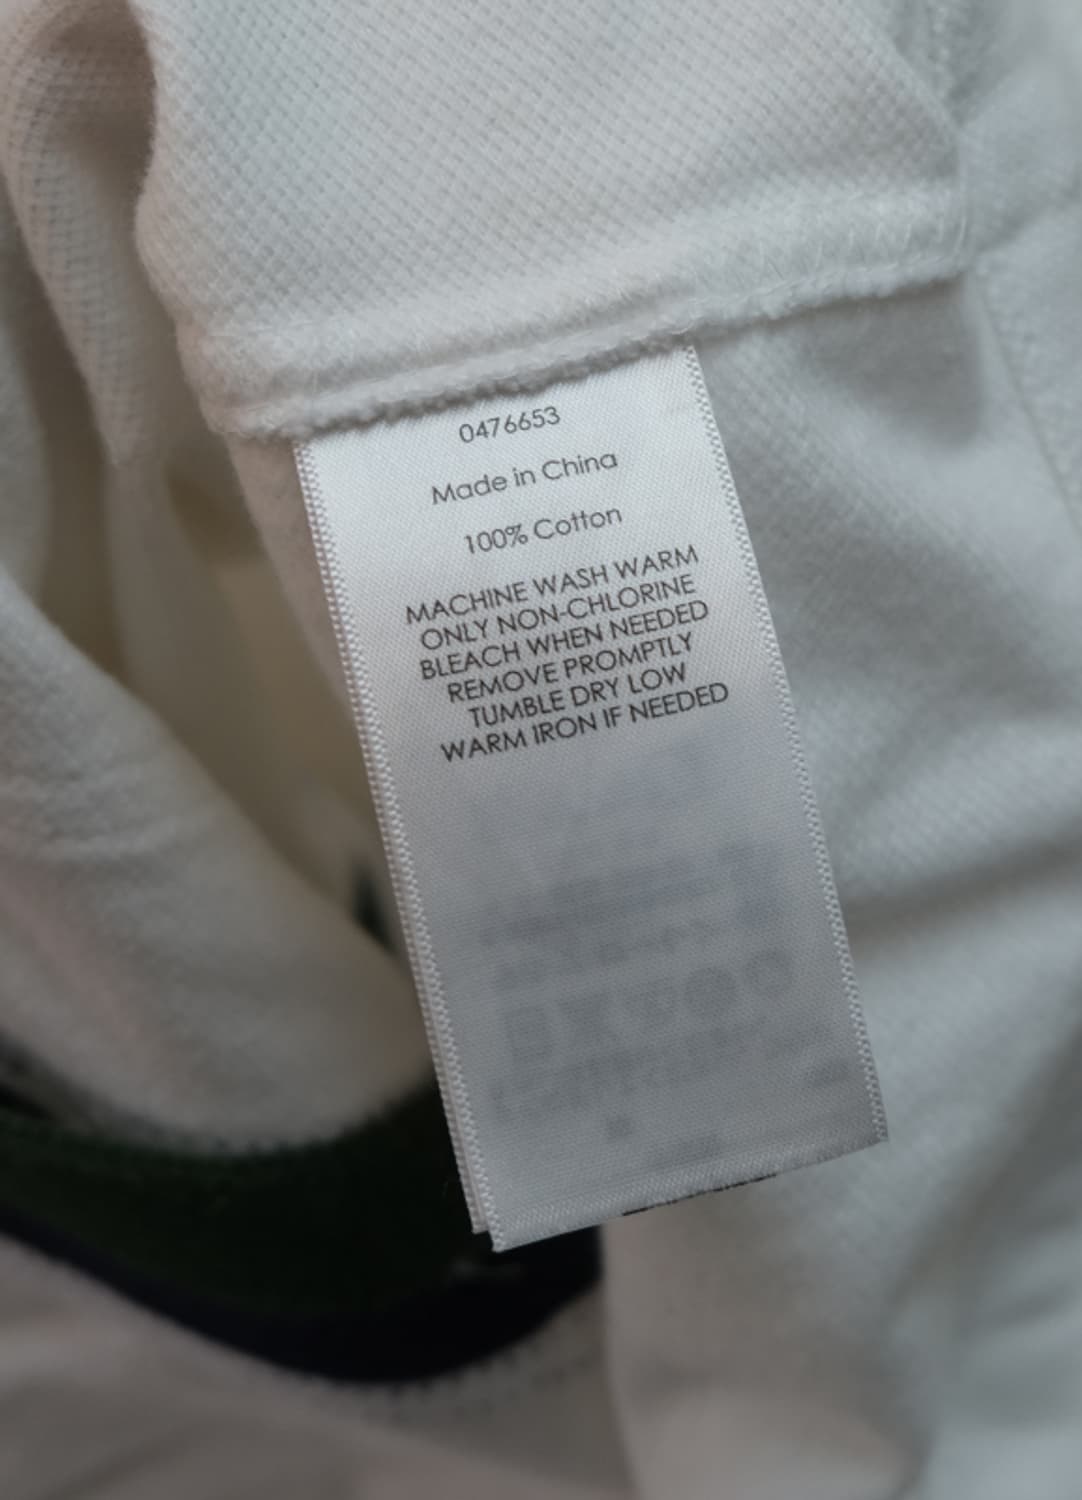 0476653
Made in China
100% Cotton
MACHINE WASH WARM
ONLY NON-CHLORINE
BLEACH WHEN NEEDED
REMOVE PROMPTLY
TUMBLE DRY LOW
WARM IRON IF NEEDED